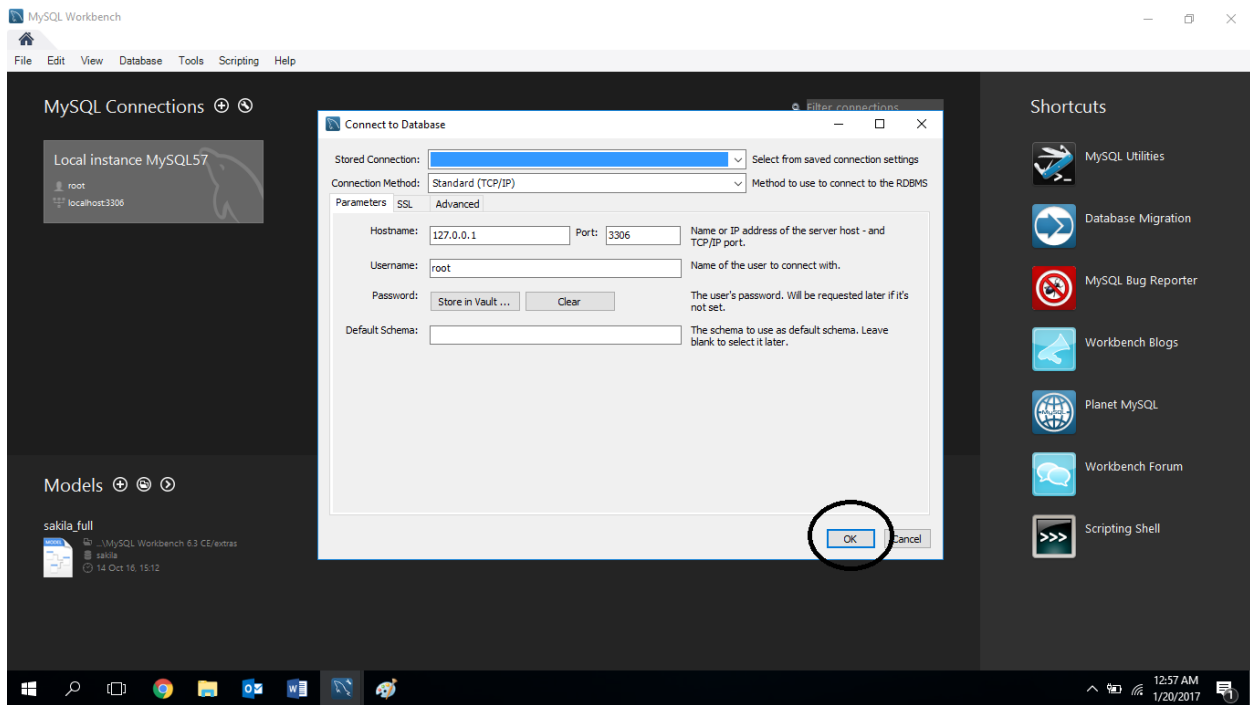 MySQL Workbench
File Edit View Database Tools Scripting Help
MySQL Connections
Filter connections
Local instance MySQL57
root
localhost:3306
Connect to Database
Stored Connection: Select from saved connection settings
Connection Method: Standard (TCP/IP) Method to use to connect to the RDBMS
Parameters SSL Advanced
Hostname: 127.0.0.1 Port: 3306 Name or IP address of the server host - and
TCP/IP port.
Username: root Name of the user to connect with.
Password: Store in Vault ... Clear The user's password. Will be requested later if it's
not set.
Default Schema: The schema to use as default schema. Leave
blank to select it later.
OK Cancel
Models
sakila_full
MODEL
...\MySQL Workbench 6.3 CE/extras
sakila
14 Oct 16, 15:12
Shortcuts
MySQL Utilities
Database Migration
MySQL Bug Reporter
Workbench Blogs
Planet MySQL
MySQL
Workbench Forum
Scripting Shell
>>>
12:57 AM
1/20/2017
1